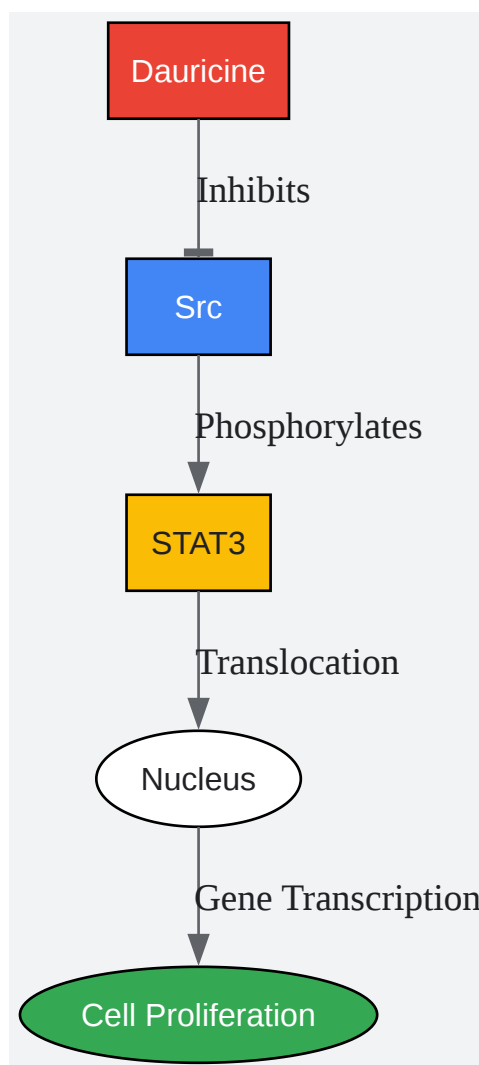 Dauricine
Inhibits
Src
Phosphorylates
STAT3
Translocation
Nucleus
Gene Transcription
Cell Proliferation